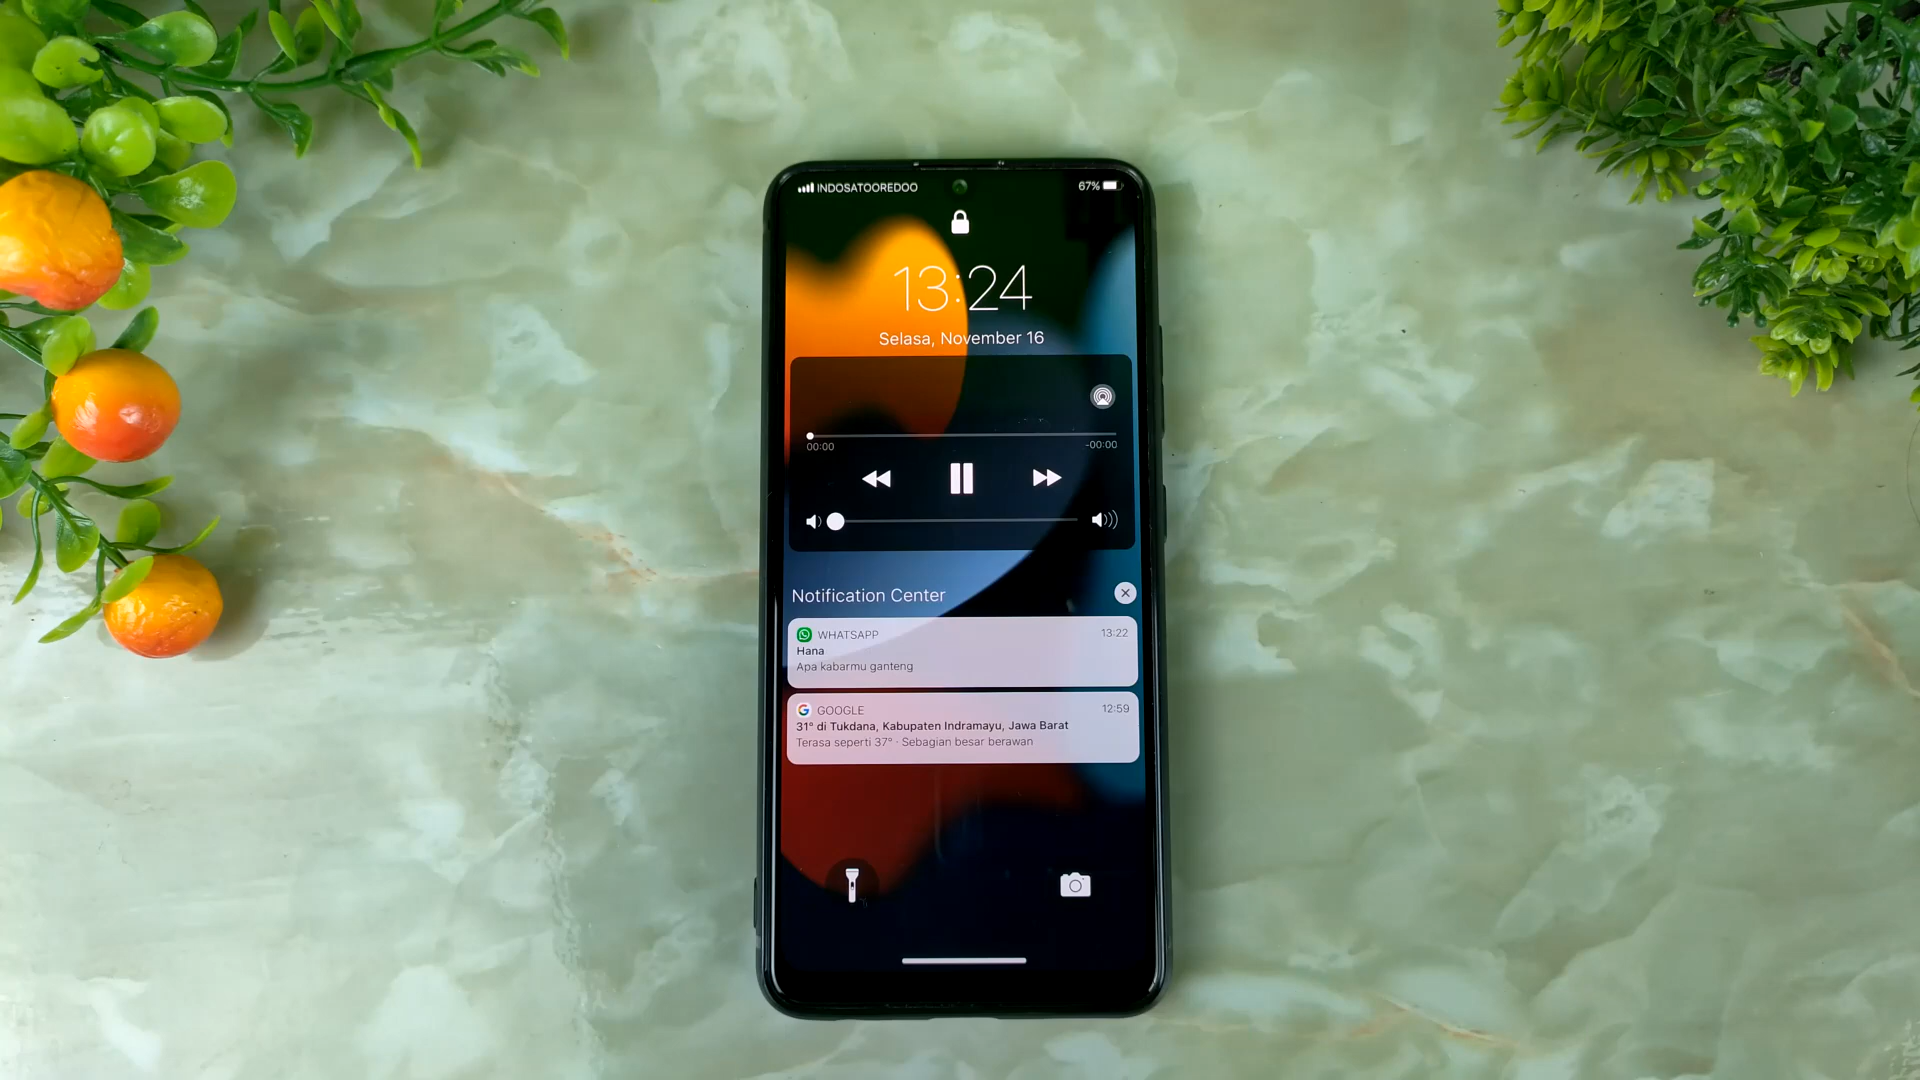 INDOSATOOREDOO
67%
13:24
Selasa, November 16
00:00
-00:00
Notification Center
WHATSAPP
13:22
Hana
Apa kabarmu ganteng
GOOGLE
12:59
31° di Tukdana, Kabupaten Indramayu, Jawa Barat
Terasa seperti 37° · Sebagian besar berawan